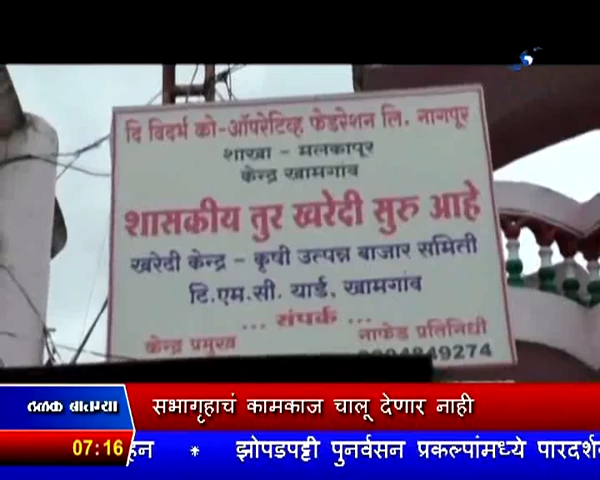 दि विदर्भ को-ऑपरेटिव्ह फेडरेशन लि. नागपूर
शाखा - मलकापूर
केन्द्र खामगांव
शासकीय तुर खरेदी सुरु आहे
खरेदी केन्द्र - कृषी उत्पन्न बाजार समिती
टि.एम.सी. यार्ड, खामगांव
... संपर्क ...
केन्द्र प्रमुख नाफेड प्रतिनिधी
4849274
ठळक बातम्या
सभागृहाचं कामकाज चालू देणार नाही
07:16
हून * झोपडपट्टी पुनर्वसन प्रकल्पांमध्ये पारदर्श